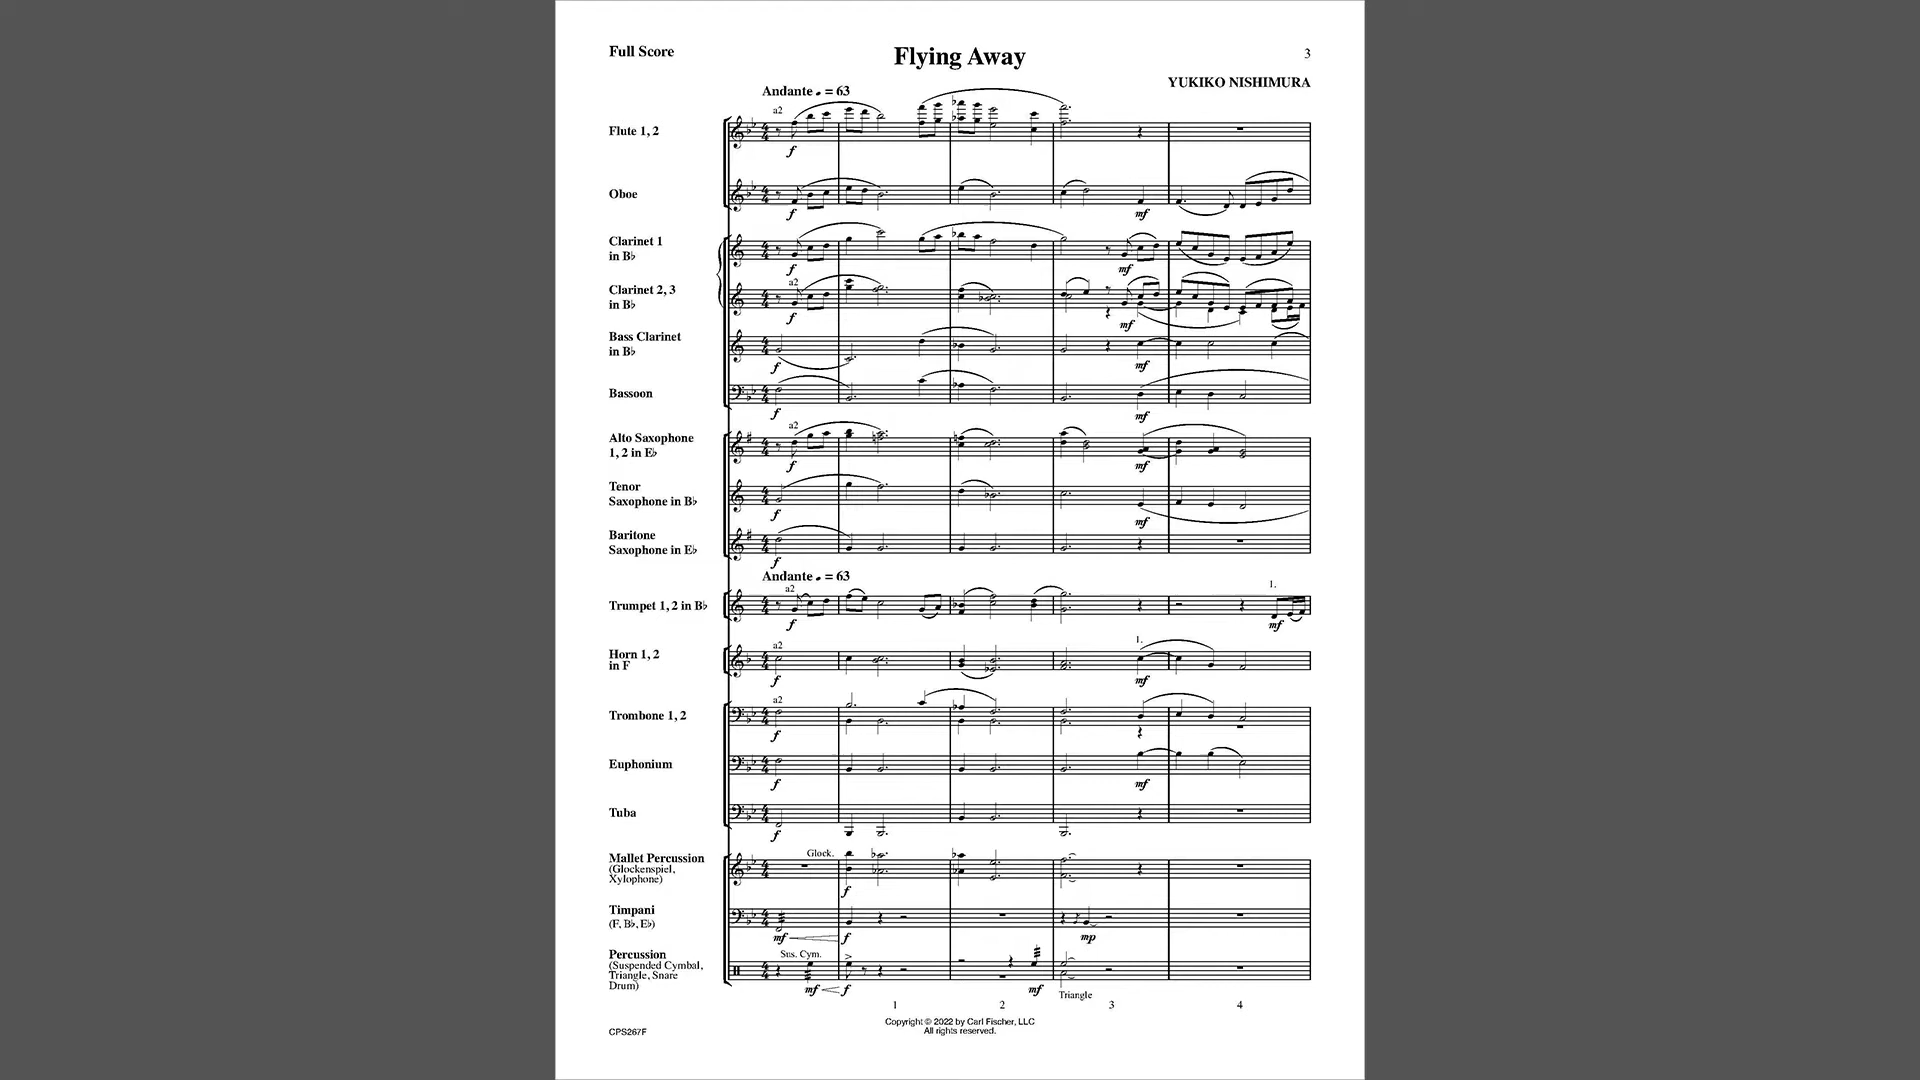 Full Score
Flying Away
3
YUKIKO NISHIMURA
Andante ♩. = 63
a2
Flute 1, 2
f
Oboe
f
mf
Clarinet 1
in B♭
f
mf
a2
Clarinet 2, 3
in B♭
f
mf
Bass Clarinet
in B♭
f
mf
Bassoon
f
mf
a2
Alto Saxophone
1, 2 in E♭
f
mf
Tenor
Saxophone in B♭
f
mf
Baritone
Saxophone in E♭
f
Andante ♩. = 63
a2
1.
Trumpet 1, 2 in B♭
f
mf
a2
1.
Horn 1, 2
in F
f
mf
a2
Trombone 1, 2
f
mf
Euphonium
f
mf
Tuba
f
Glock.
Mallet Percussion
(Glockenspiel,
Xylophone)
f
Timpani
(F, B♭, E♭)
mf f mp
Sus. Cym.
Percussion
(Suspended Cymbal,
Triangle, Snare
Drum)
mf f mf
Triangle
1 2 3 4
Copyright © 2022 by Carl Fischer, LLC
All rights reserved.
CPS267F